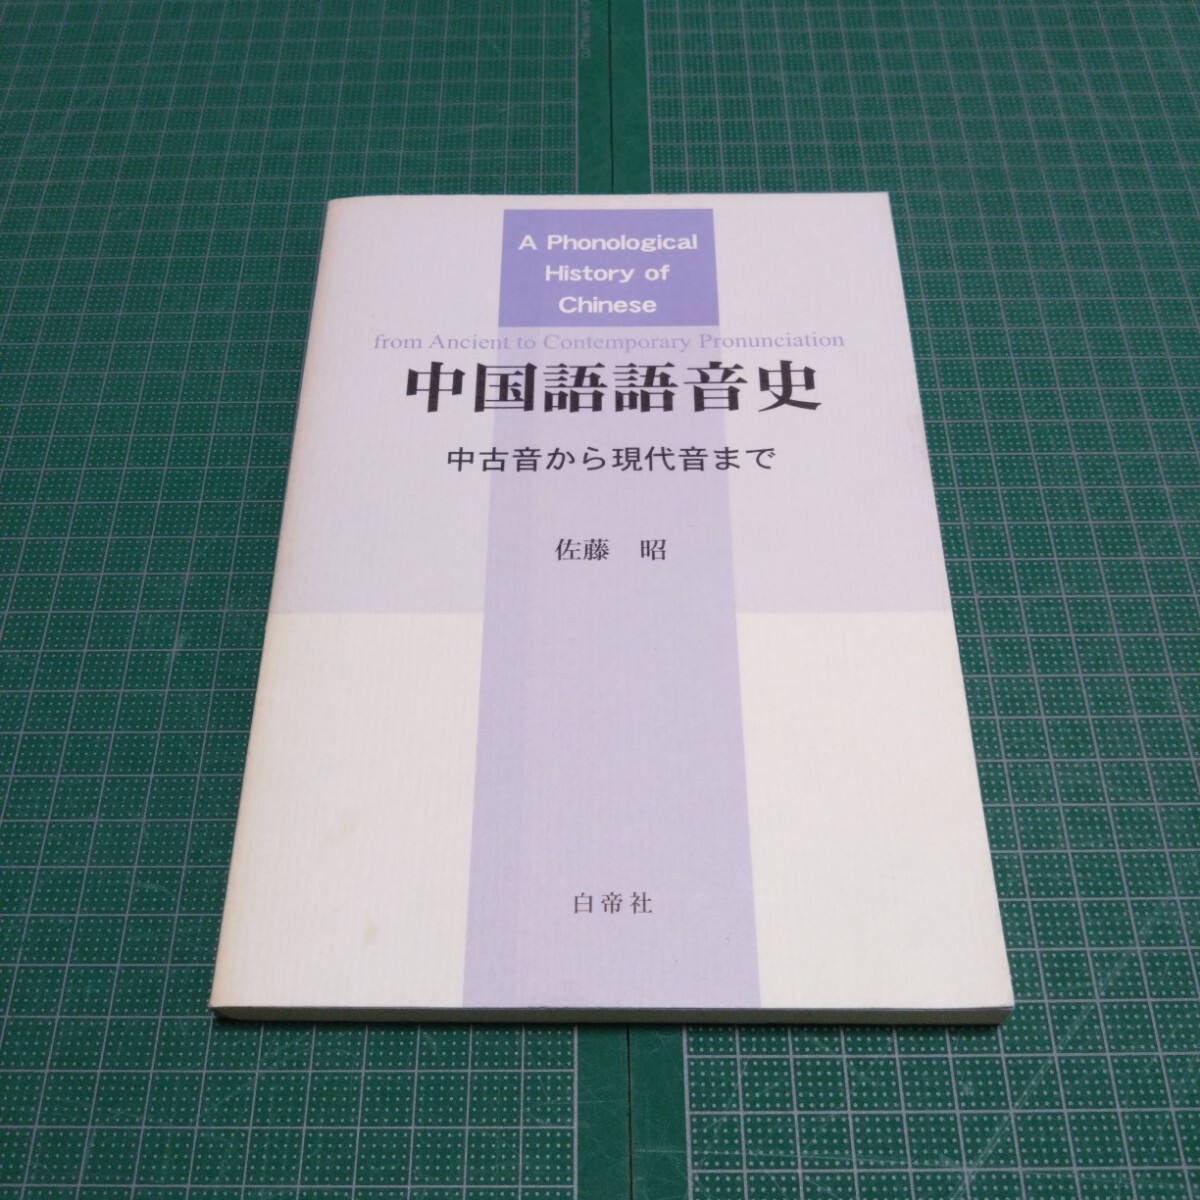 A Phonological
History of
Chinese
from Ancient to Contemporary Pronunciation
中国語語音史
中古音から現代音まで
佐藤 昭
白帝社